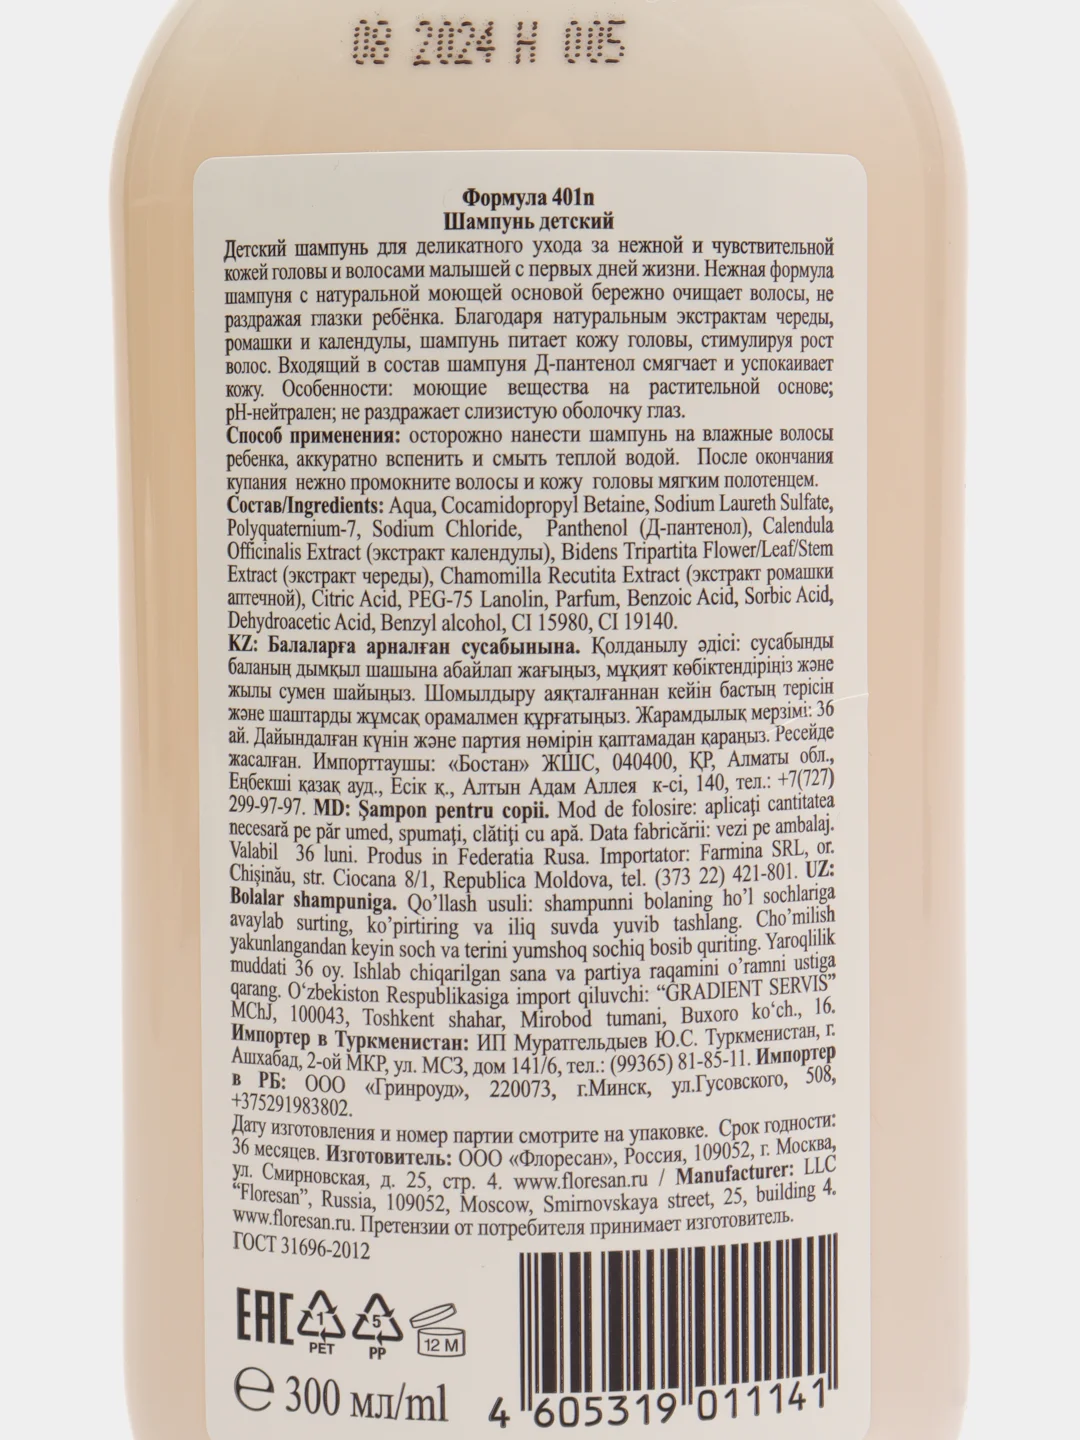 08 2024 Н 005
Формула 401n
Шампунь детский
Детский шампунь для деликатного ухода за нежной и чувствительной
кожей головы и волосами малышей с первых дней жизни. Нежная формула
шампуня с натуральной моющей основой бережно очищает волосы, не
раздражая глазки ребёнка. Благодаря натуральным экстрактам череды,
ромашки и календулы, шампунь питает кожу головы, стимулируя рост
волос. Входящий в состав шампуня Д-пантенол смягчает и успокаивает
кожу. Особенности: моющие вещества на растительной основе;
pH-нейтрален; не раздражает слизистую оболочку глаз.
Способ применения: осторожно нанести шампунь на влажные волосы
ребенка, аккуратно вспенить и смыть теплой водой. После окончания
купания нежно промокните волосы и кожу головы мягким полотенцем.
Состав/Ingredients: Aqua, Cocamidopropyl Betaine, Sodium Laureth Sulfate,
Polyquaternium-7, Sodium Chloride, Panthenol (Д-пантенол), Calendula
Officinalis Extract (экстракт календулы), Bidens Tripartita Flower/Leaf/Stem
Extract (экстракт череды), Chamomilla Recutita Extract (экстракт ромашки
аптечной), Citric Acid, PEG-75 Lanolin, Parfum, Benzoic Acid, Sorbic Acid,
Dehydroacetic Acid, Benzyl alcohol, CI 15980, CI 19140.
KZ: Балаларға арналған сусабынына. Қолданылу әдісі: сусабынды
баланың дымқыл шашына абайлап жағыңыз, мұқият көбіктендіріңіз және
жылы сумен шайыңыз. Шомылдыру аяқталғаннан кейін бастың терісін
және шаштарды жұмсақ орамалмен құрғатыңыз. Жарамдылық мерзімі: 36
ай. Дайындалған күнін және партия нөмірін қаптамадан қараңыз. Ресейде
жасалған. Импорттаушы: «Бостан» ЖШС, 040400, ҚР, Алматы обл.,
Еңбекші қазақ ауд., Есік қ., Алтын Адам Аллея к-сі, 140, тел.: +7(727)
299-97-97. MD: Şampon pentru copii. Mod de folosire: aplicaţi cantitatea
necesară pe păr umed, spumaţi, clătiţi cu apă. Data fabricării: vezi pe ambalaj.
Valabil 36 luni. Produs in Federatia Rusa. Importator: Farmina SRL, or.
Chişinău, str. Ciocana 8/1, Republica Moldova, tel. (373 22) 421-801. UZ:
Bolalar shampuniga. Qo’llash usuli: shampunni bolaning ho’l sochlariga
avaylab surting, ko’pirtiring va iliq suvda yuvib tashlang. Cho’milish
yakunlangandan keyin soch va terini yumshoq sochiq bosib quriting. Yaroqlilik
muddati 36 oy. Ishlab chiqarilgan sana va partiya raqamini o’ramni ustiga
qarang. O‘zbekiston Respublikasiga import qiluvchi: “GRADIENT SERVIS”
MChJ, 100043, Toshkent shahar, Mirobod tumani, Buxoro ko‘ch., 16.
Импортер в Туркменистан: ИП Муратгельдыев Ю.С. Туркменистан, г.
Ашхабад, 2-ой МКР, ул. МСЗ, дом 141/6, тел.: (99365) 81-85-11. Импортер
в РБ: ООО «Гринроуд», 220073, г.Минск, ул.Гусовского, 508,
+375291983802.
Дату изготовления и номер партии смотрите на упаковке. Срок годности:
36 месяцев. Изготовитель: ООО «Флоресан», Россия, 109052, г. Москва,
ул. Смирновская, д. 25, стр. 4. www.floresan.ru / Manufacturer: LLC
“Floresan”, Russia, 109052, Moscow, Smirnovskaya street, 25, building 4.
www.floresan.ru. Претензии от потребителя принимает изготовитель.
ГОСТ 31696-2012
EAC 1 PET 5 PP 12 M
℮ 300 мл/ml
4 605319 011141